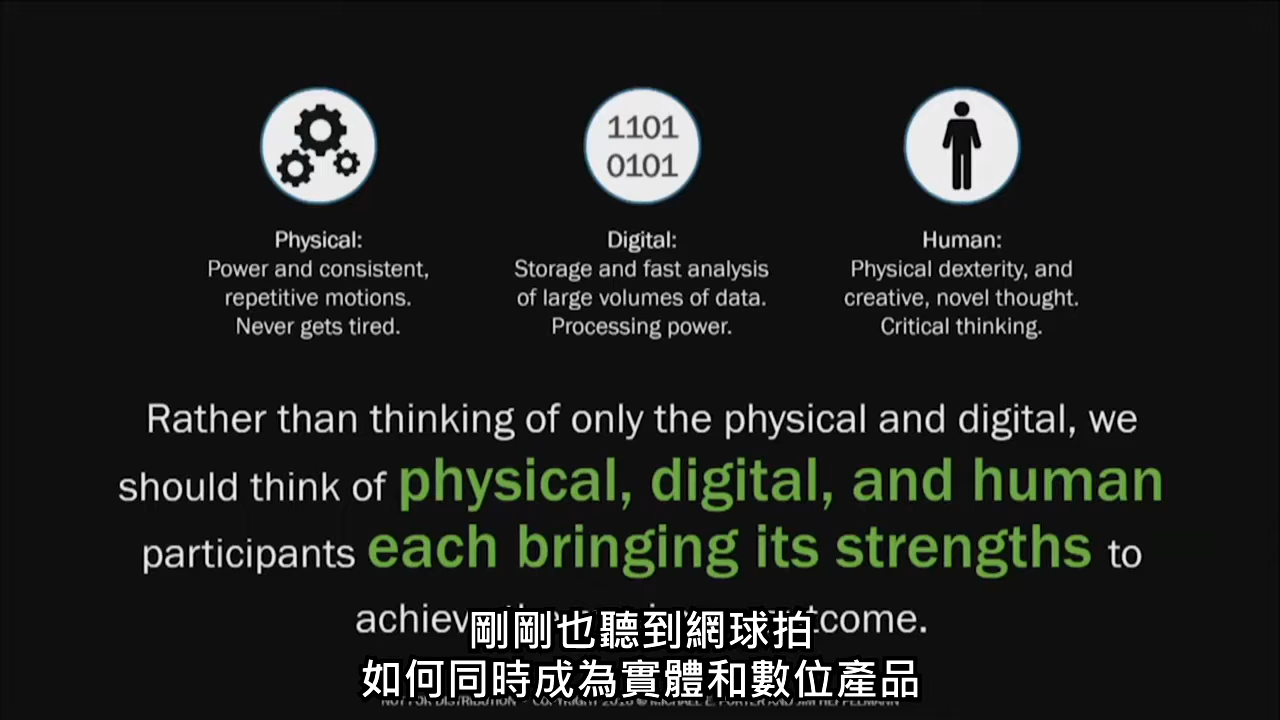 1101
0101
Physical:
Power and consistent,
repetitive motions.
Never gets tired.
Digital:
Storage and fast analysis
of large volumes of data.
Processing power.
Human:
Physical dexterity, and
creative, novel thought.
Critical thinking.
Rather than thinking of only the physical and digital, we
should think of physical, digital, and human
participants each bringing its strengths to
剛剛也聽到網球拍
如何同時成為實體和數位產品